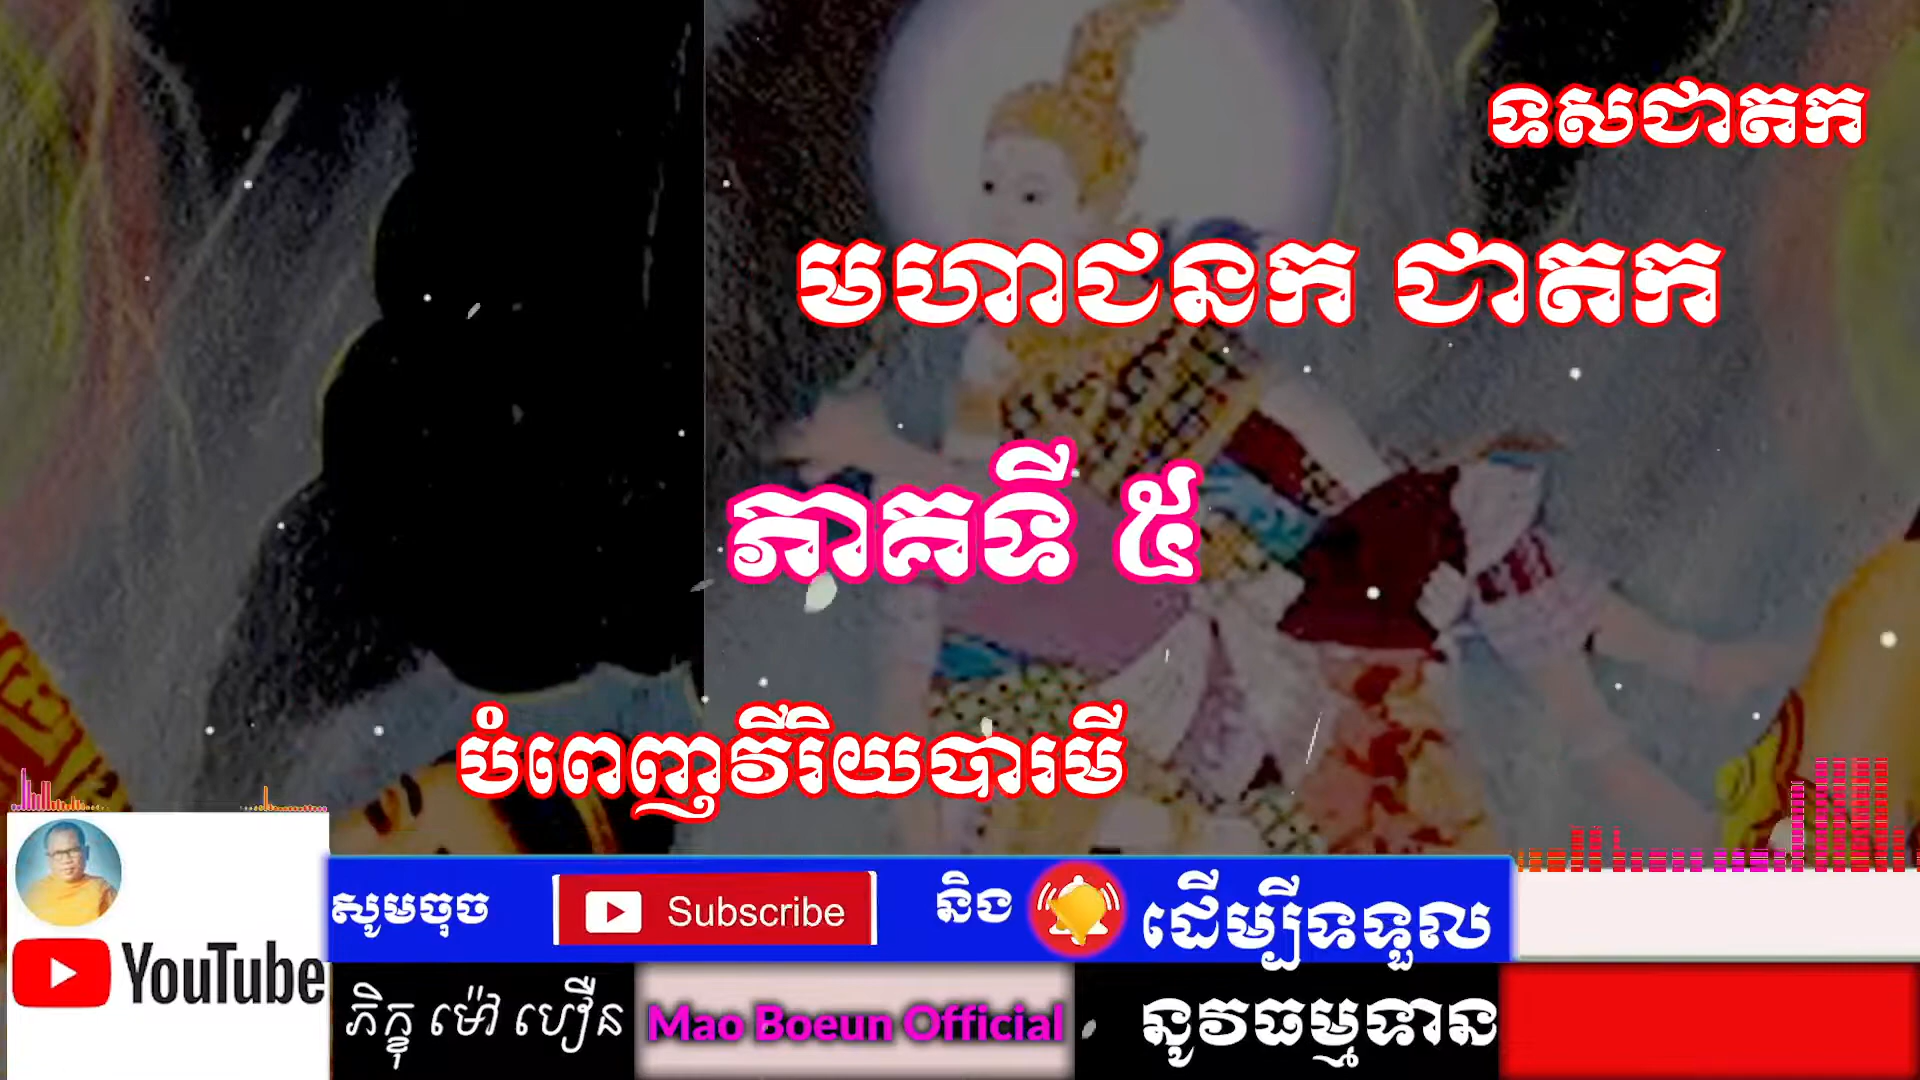 ទសជាតក
មហាជនក ជាតក
ភាគទី ៥
បំពេញវីរិយបារមី
សូមចុច Subscribe និង ដើម្បីទទួល
YouTube
ភិក្ខុ ម៉ៅ បឿន Mao Boeun Official នូវធម្មទាន